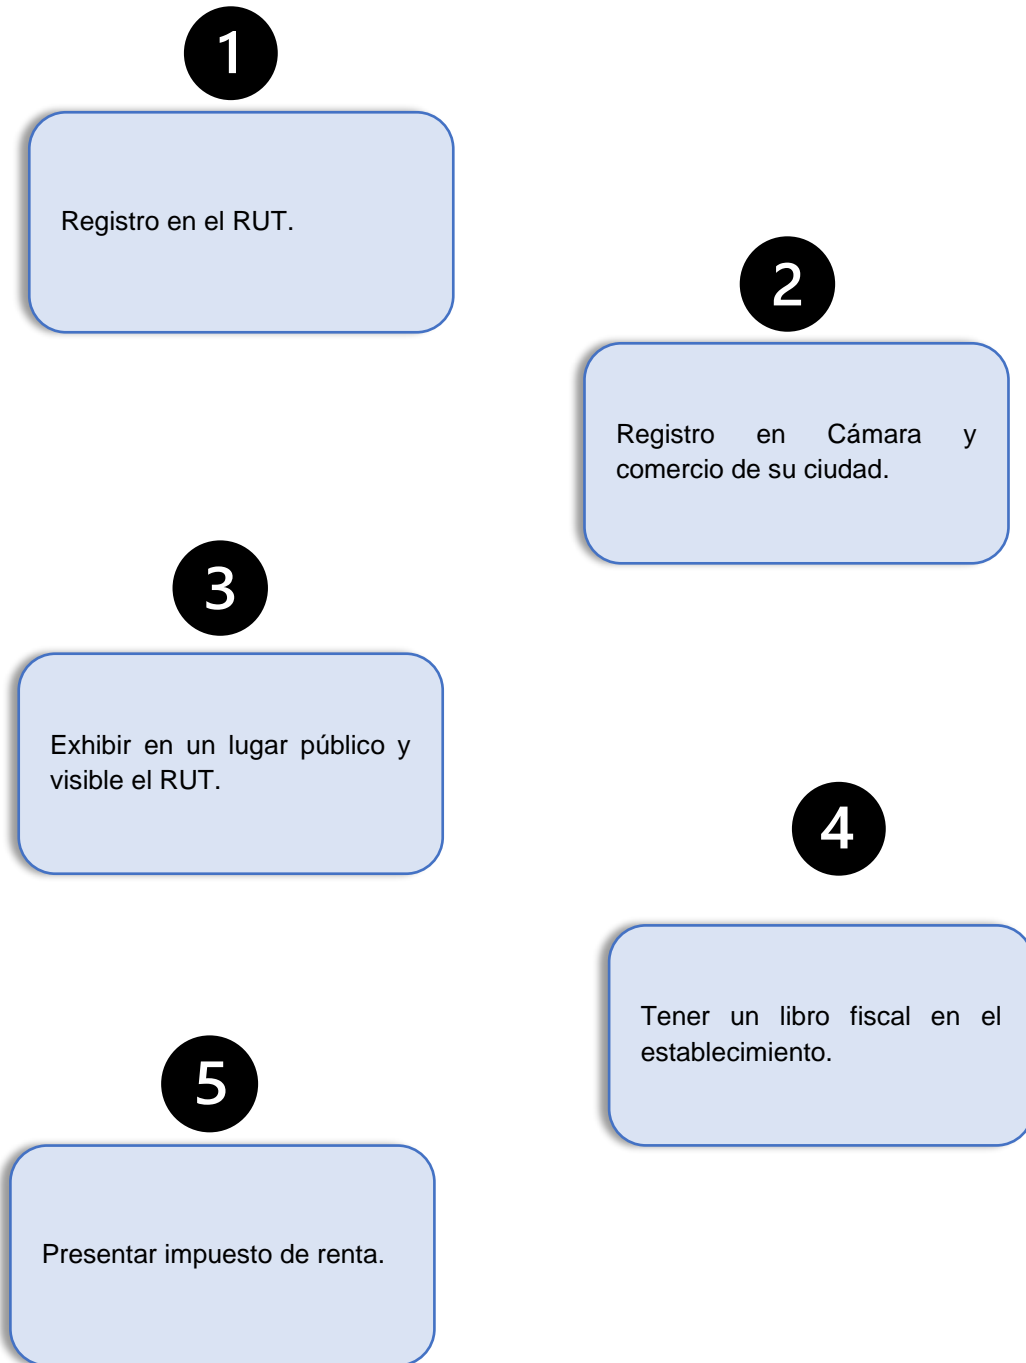 1
Registro en el RUT.
2
Registro en Cámara y
comercio de su ciudad.
3
Exhibir en un lugar público y
visible el RUT.
4
Tener un libro fiscal en el
establecimiento.
5
Presentar impuesto de renta.